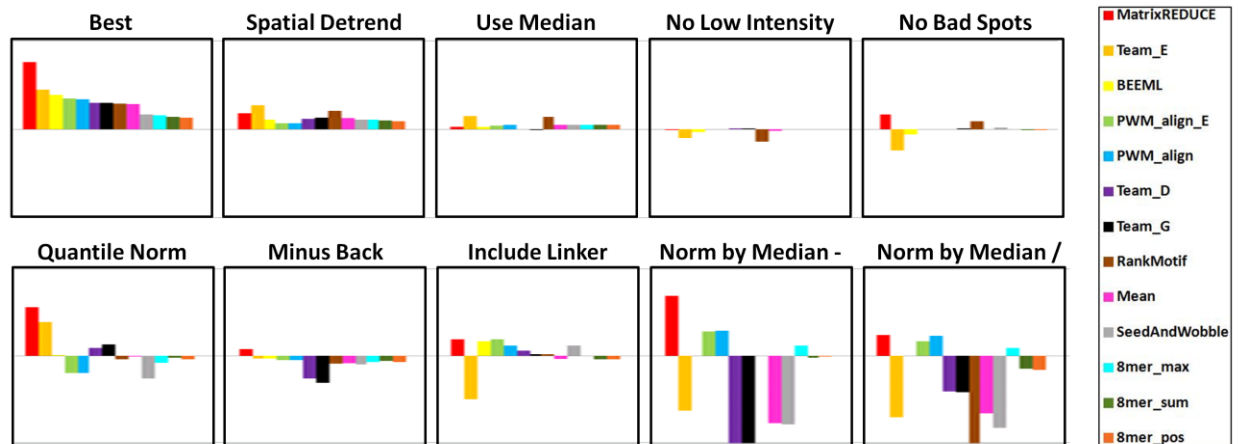 Best
Spatial Detrend
Use Median
No Low Intensity
No Bad Spots
Quantile Norm
Minus Back
Include Linker
Norm by Median -
Norm by Median /
MatrixREDUCE
Team_E
BEEML
PWM_align_E
PWM_align
Team_D
Team_G
RankMotif
Mean
SeedAndWobble
8mer_max
8mer_sum
8mer_pos